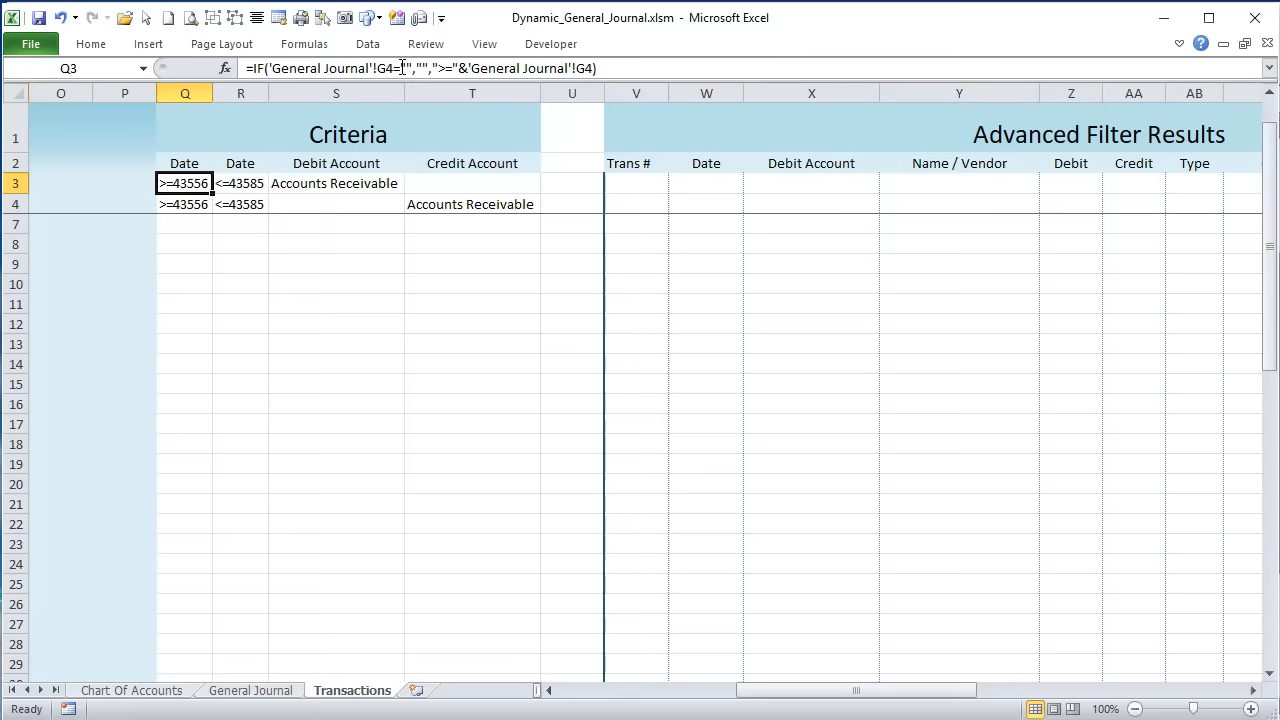 Dynamic_General_Journal.xlsm - Microsoft Excel
File Home Insert Page Layout Formulas Data Review View Developer
Q3 fx =IF('General Journal'!G4="","",">="&'General Journal'!G4)
O P Q R S T U V W X Y Z AA AB
1 Criteria Advanced Filter Results
2 Date Date Debit Account Credit Account Trans # Date Debit Account Name / Vendor Debit Credit Type
3 >=43556 <=43585 Accounts Receivable
4 >=43556 <=43585 Accounts Receivable
7
8
9
10
11
12
13
14
15
16
17
18
19
20
21
22
23
24
25
26
27
28
29
Chart Of Accounts General Journal Transactions
Ready 100%